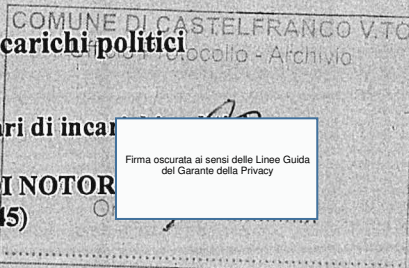 COMUNE DI CASTELFRANCO V.TO
carichi politici
Ufficio Protocollo - Archivio
ri di incar
Firma oscurata ai sensi delle Linee Guida
del Garante della Privacy
I NOTOR
45)